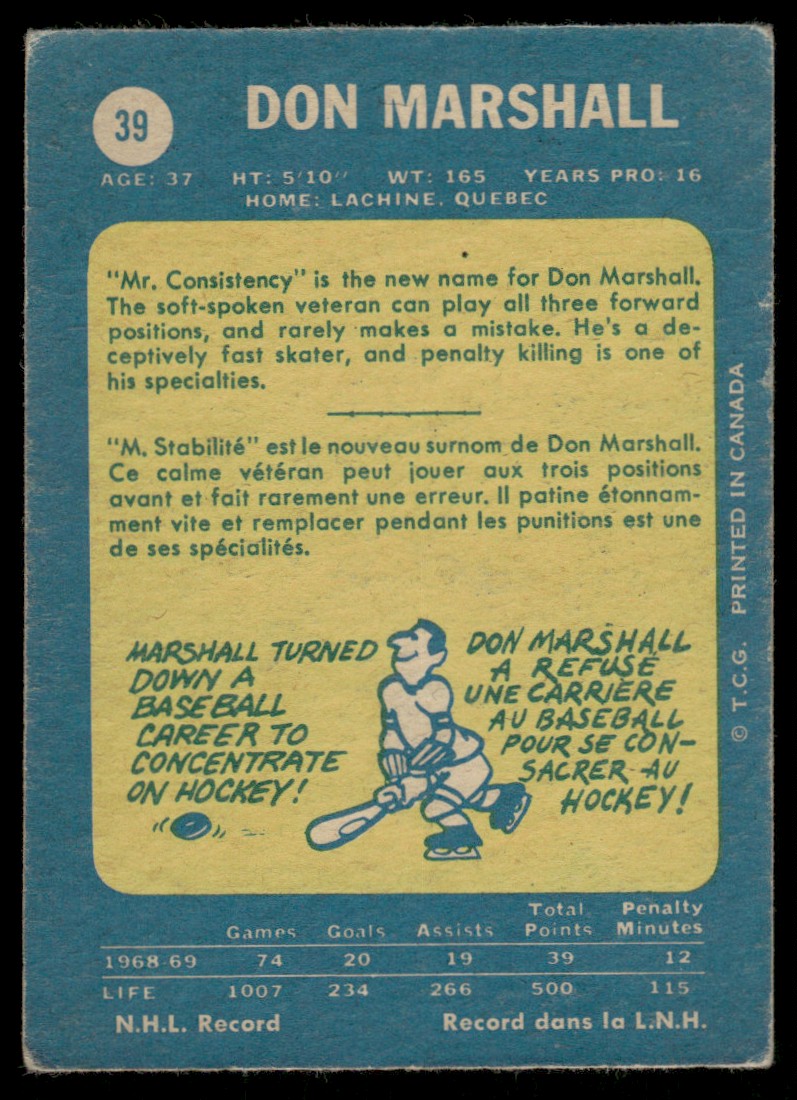 39
DON MARSHALL
AGE: 37 HT: 5'10" WT: 165 YEARS PRO: 16
HOME: LACHINE, QUEBEC
"Mr. Consistency" is the new name for Don Marshall.
The soft-spoken veteran can play all three forward
positions, and rarely makes a mistake. He's a de-
ceptively fast skater, and penalty killing is one of
his specialties.
"M. Stabilité" est le nouveau surnom de Don Marshall.
Ce calme vétéran peut jouer aux trois positions
avant et fait rarement une erreur. Il patine étonnam-
ment vite et remplacer pendant les punitions est une
de ses spécialités.
MARSHALL TURNED
DOWN A
BASEBALL
CAREER TO
CONCENTRATE
ON HOCKEY!
DON MARSHALL
A REFUSÉ
UNE CARRIÈRE
AU BASEBALL
POUR SE CON-
SACRER AU
HOCKEY!
© T.C.G. PRINTED IN CANADA
Games Goals Assists Total Points Penalty Minutes
1968-69 74 20 19 39 12
LIFE 1007 234 266 500 115
N.H.L. Record Record dans la L.N.H.